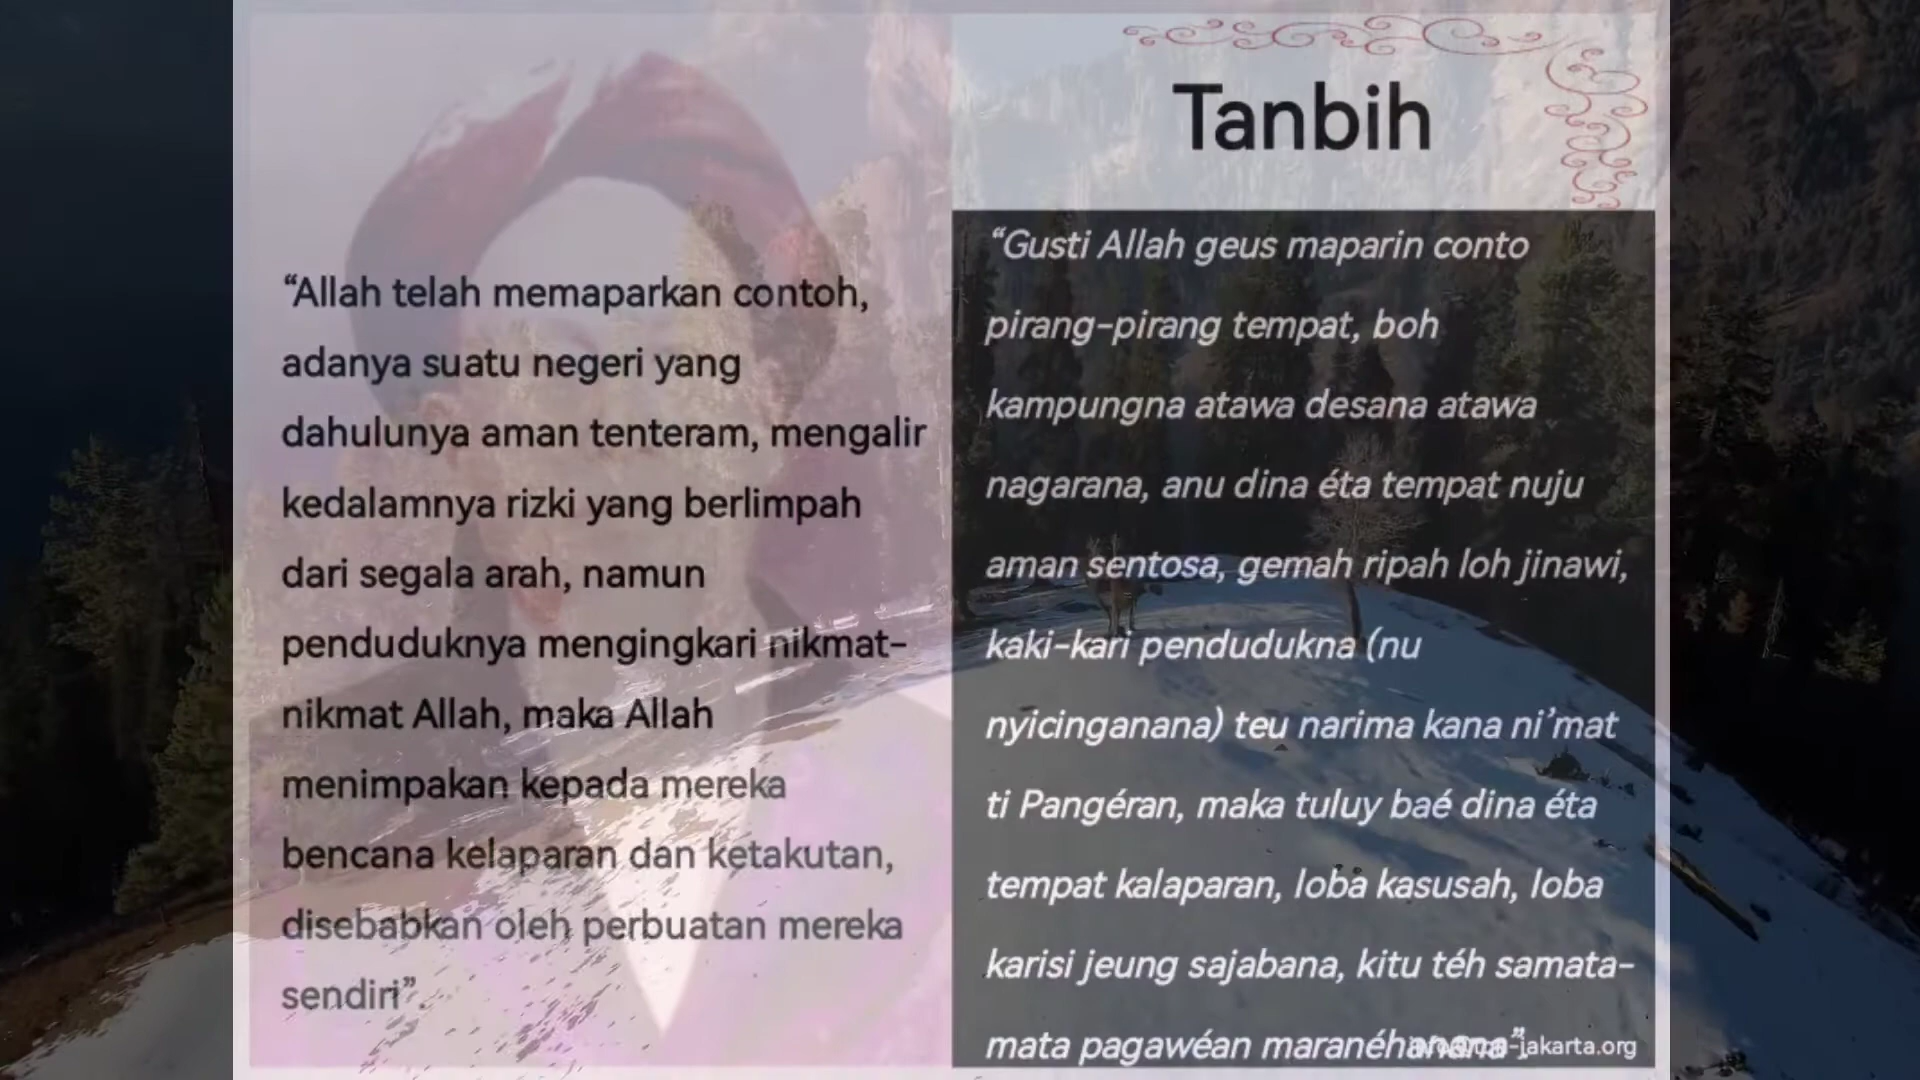 “Allah telah memaparkan contoh,
adanya suatu negeri yang
dahulunya aman tenteram, mengalir
kedalamnya rizki yang berlimpah
dari segala arah, namun
penduduknya mengingkari nikmat-
nikmat Allah, maka Allah
menimpakan kepada mereka
bencana kelaparan dan ketakutan,
disebabkan oleh perbuatan mereka
sendiri”.
Tanbih
“Gusti Allah geus maparin conto
pirang-pirang tempat, boh
kampungna atawa desana atawa
nagarana, anu dina éta tempat nuju
aman sentosa, gemah ripah loh jinawi,
kaki-kari pendudukna (nu
nyicinganana) teu narima kana ni’mat
ti Pangéran, maka tuluy baé dina éta
tempat kalaparan, loba kasusah, loba
karisi jeung sajabana, kitu téh samata-
mata pagawéan maranéhanana”.
-jakarta.org